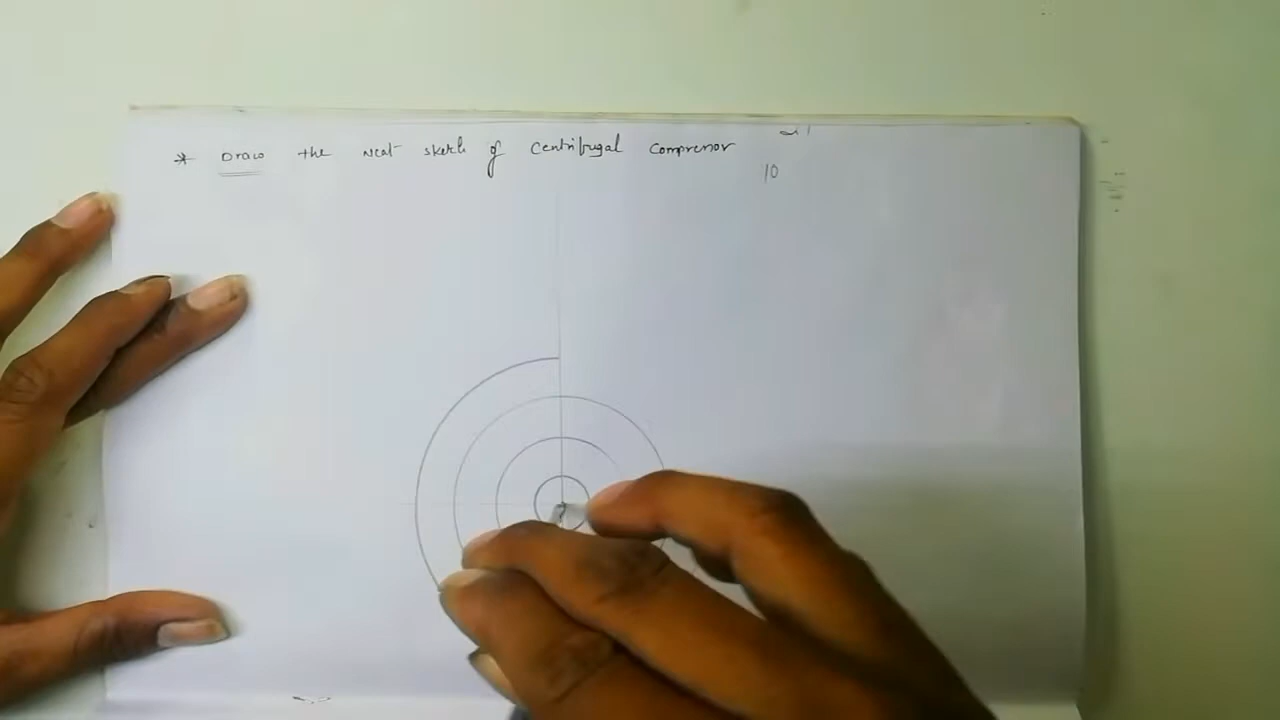 * Draw the Neat sketch of Centrifugal Compressor
10